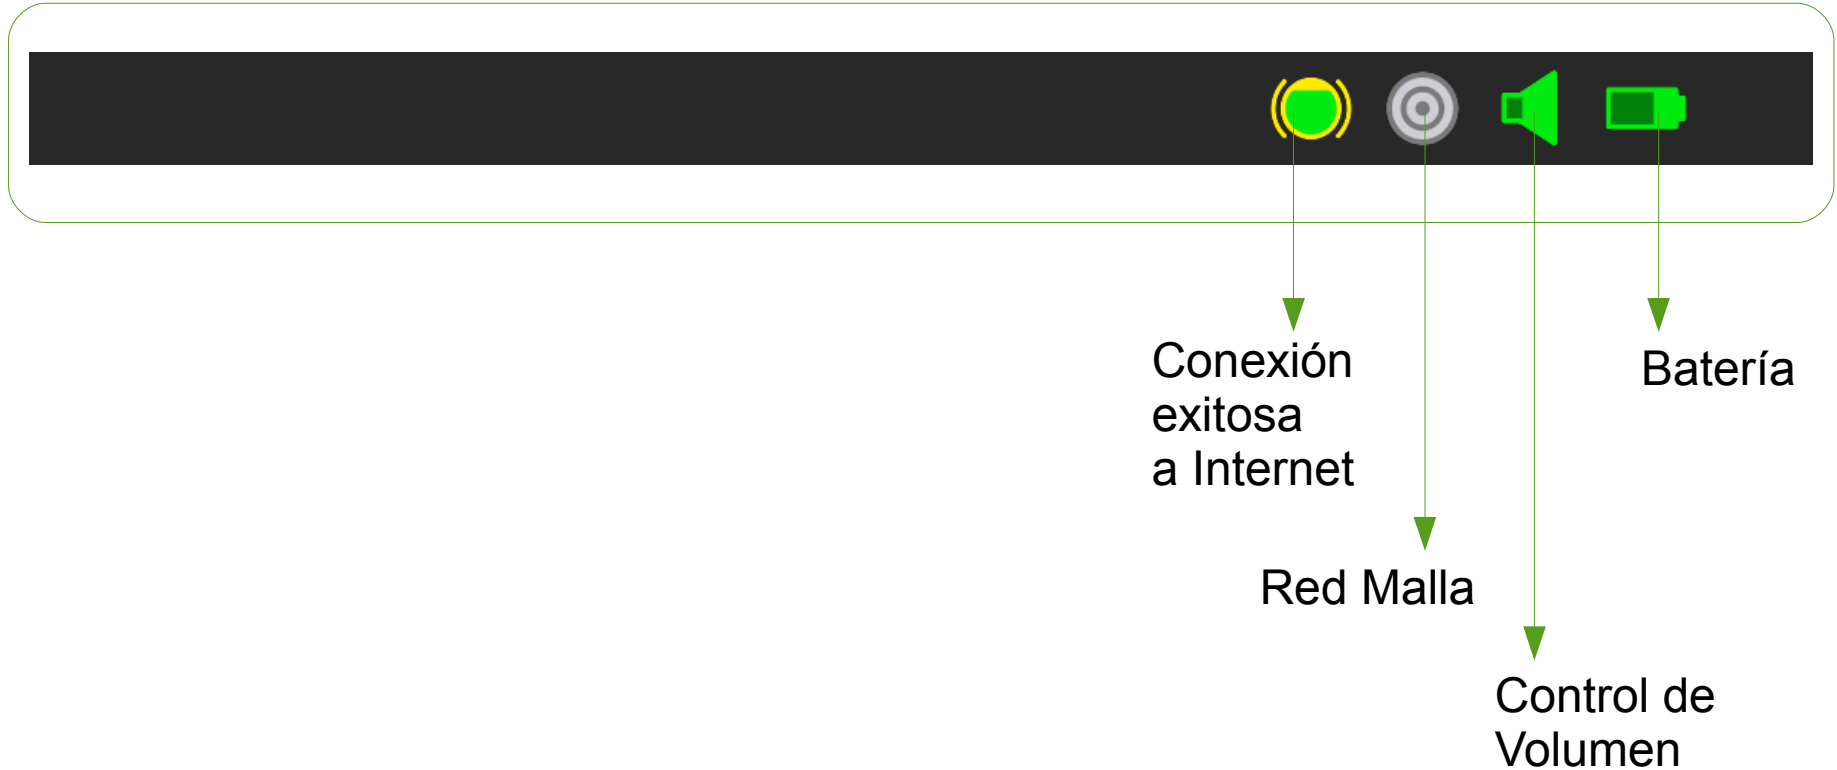 Conexión
exitosa
a Internet
Batería
Red Malla
Control de
Volumen